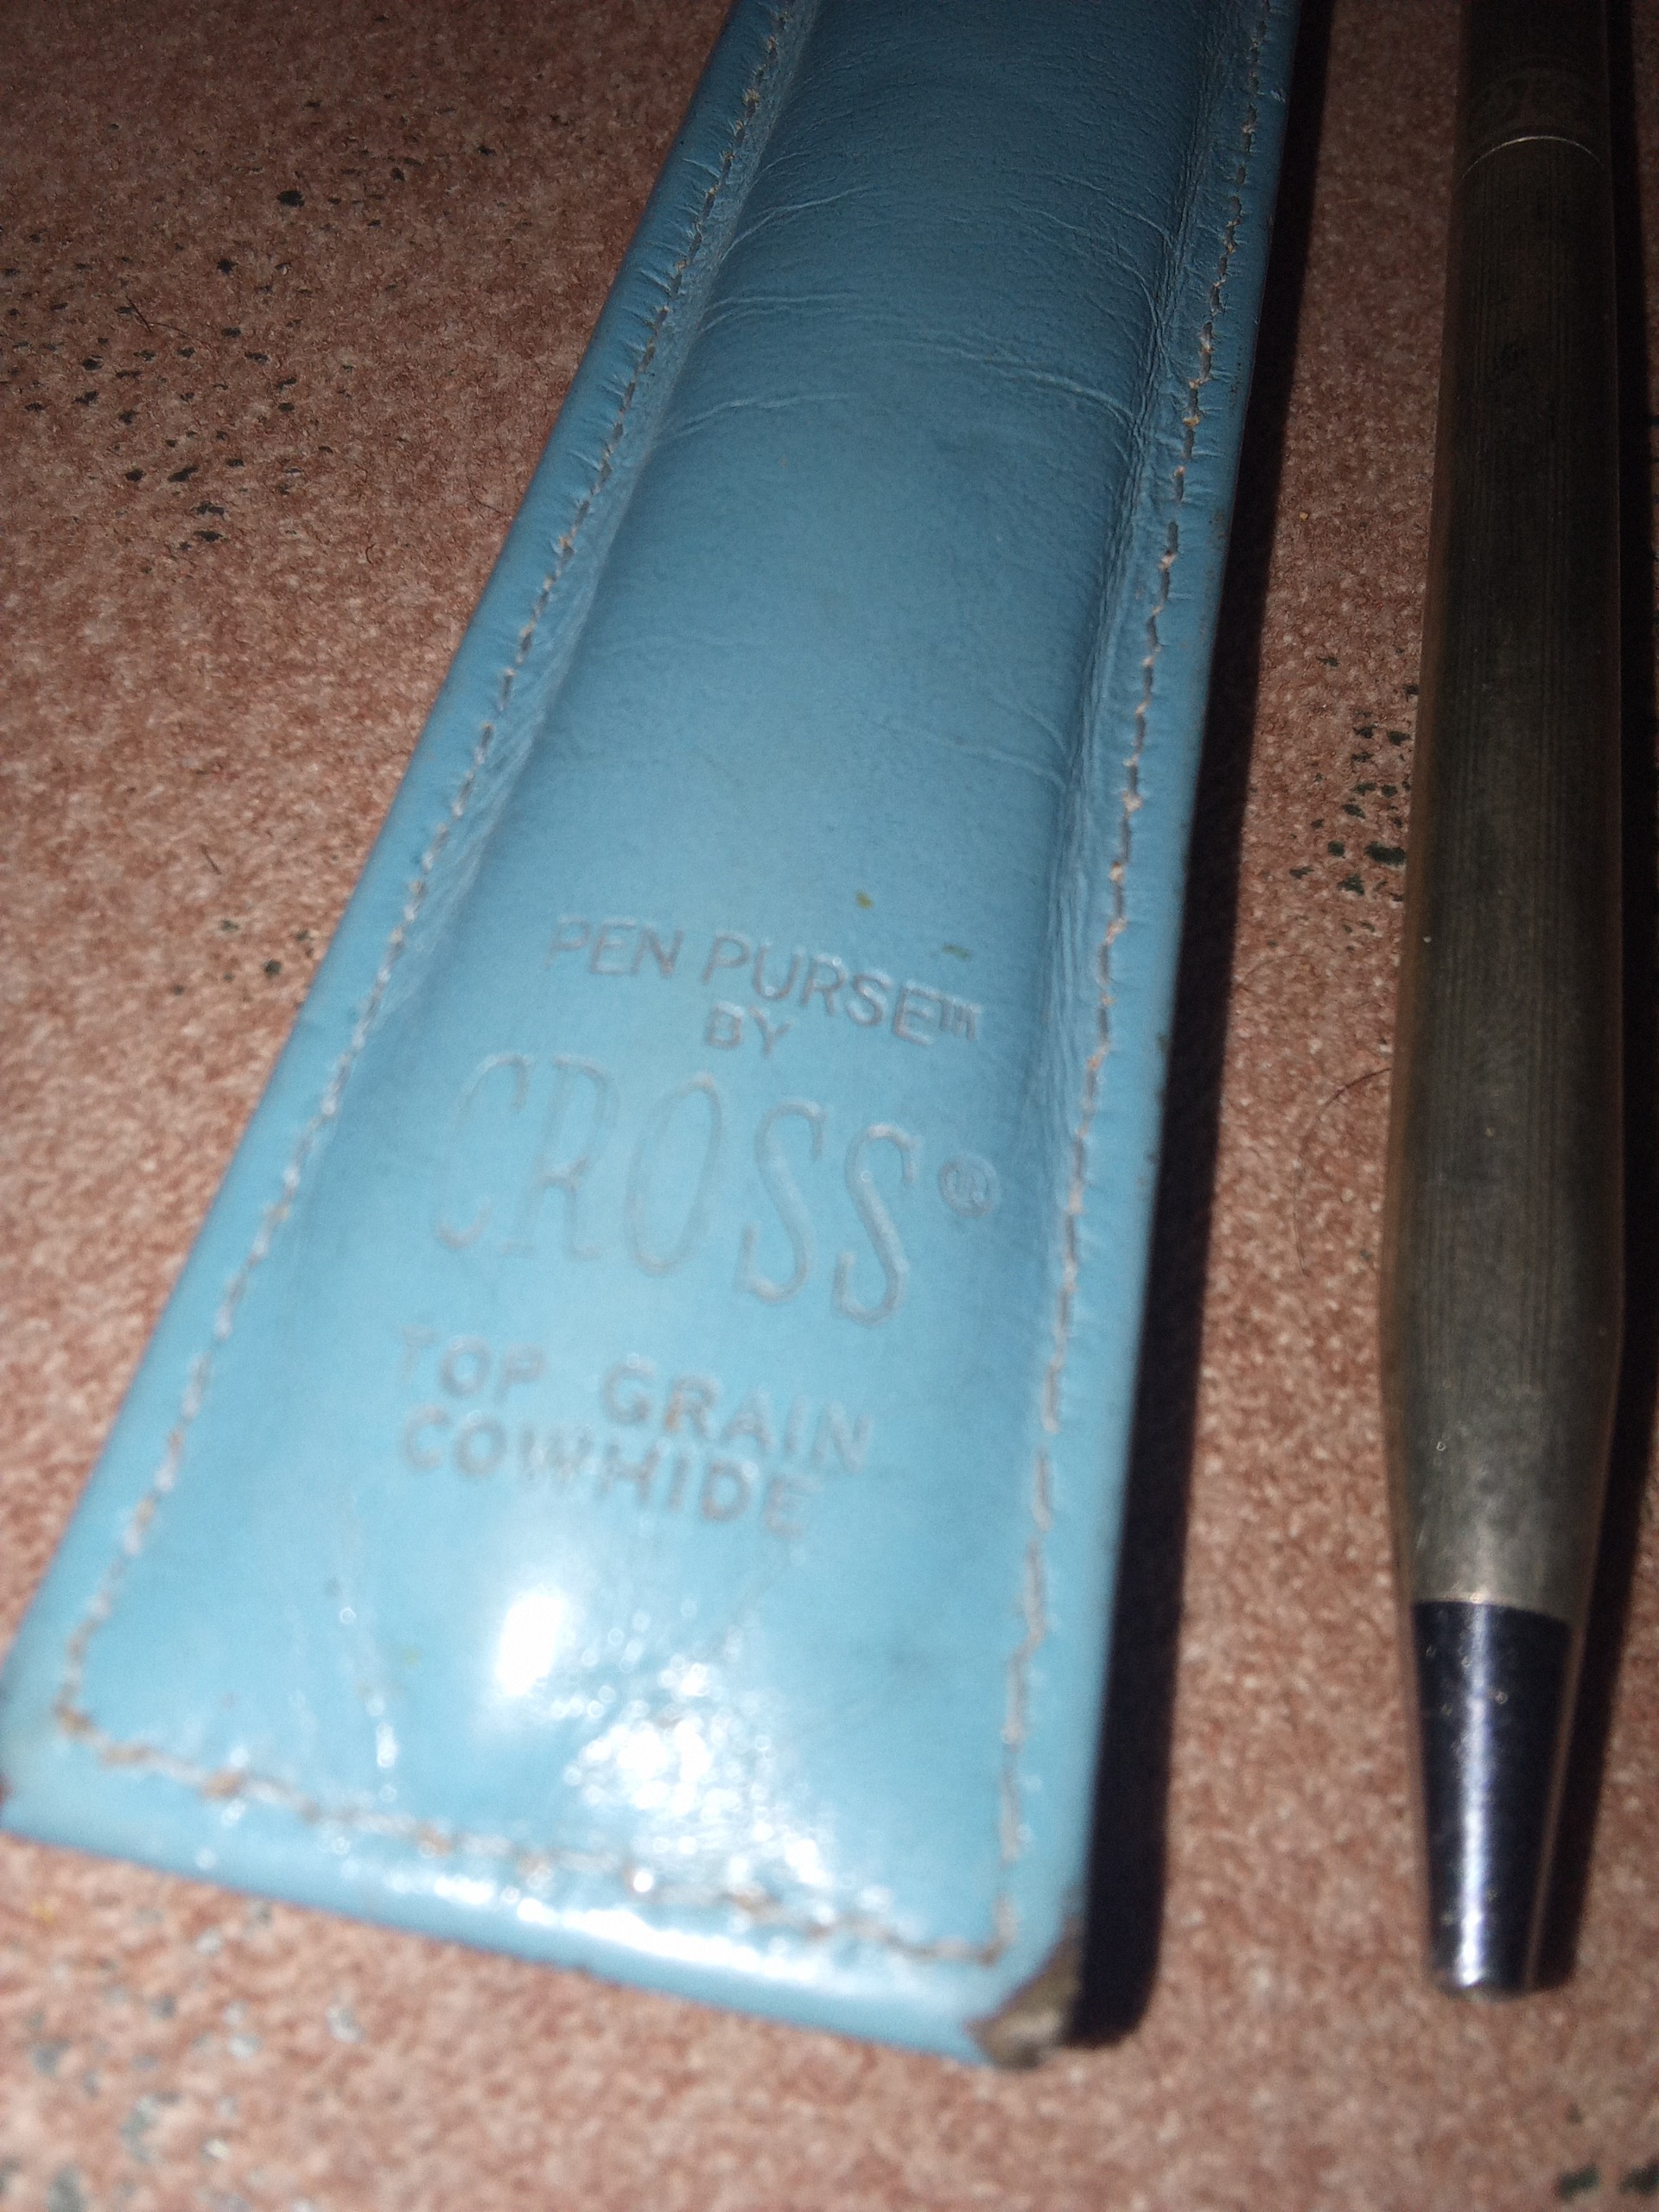 PEN PURSE™
BY
CROSS®
TOP GRAIN
COWHIDE